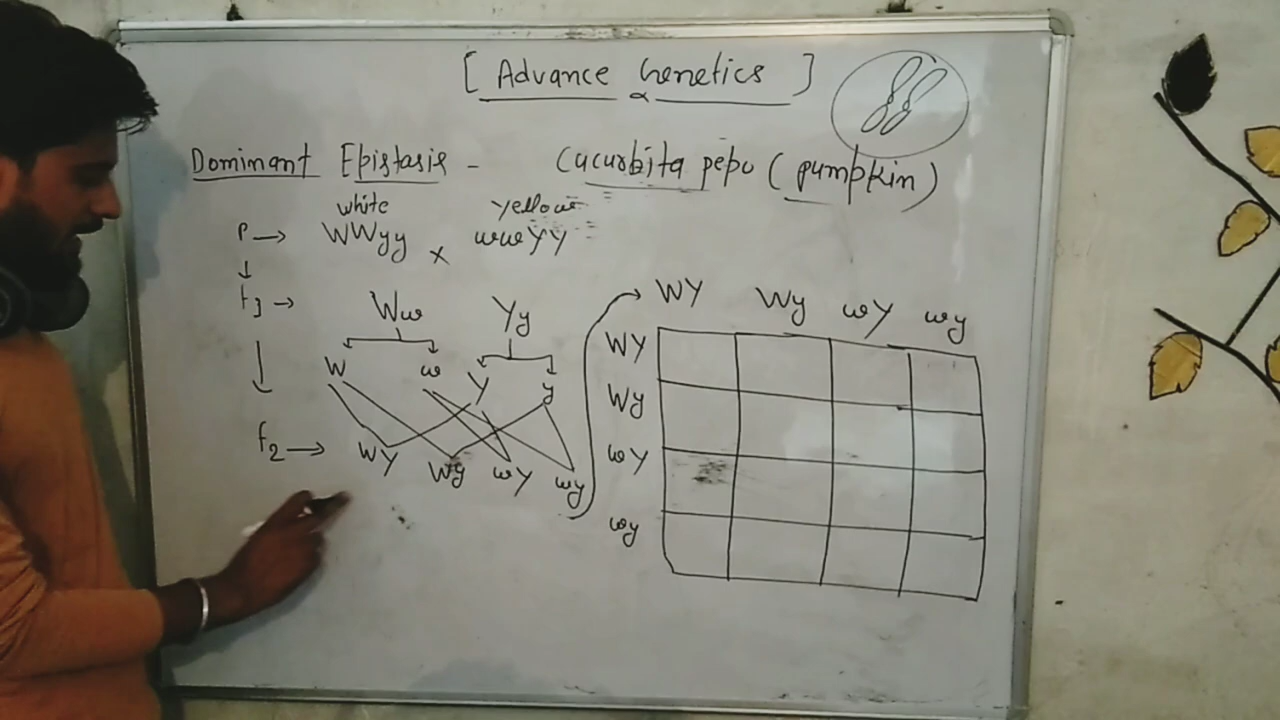 [ Advance Genetics ]
Dominant Epistasis - Cucurbita pepo ( pumpkin )
white yellow
P → WWyy × wwYY
↓
F1 → Ww Yy
W w Y y
↓
F2 → WY Wy wY wy
→ WY Wy wY wy
WY
Wy
wY
wy